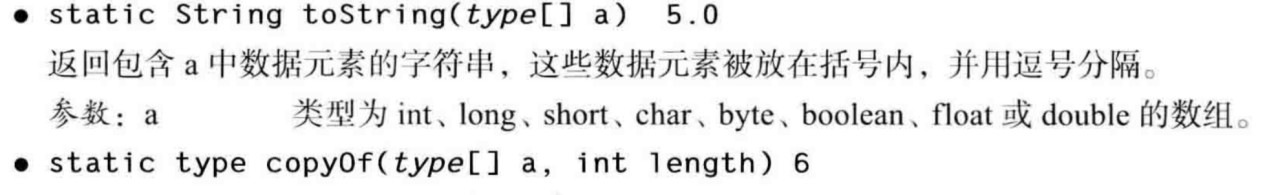 ● static String toString(type[] a) 5.0
返回包含 a 中数据元素的字符串，这些数据元素被放在括号内，并用逗号分隔。
参数：a 类型为 int、long、short、char、byte、boolean、float 或 double 的数组。
● static type copyOf(type[] a, int length) 6